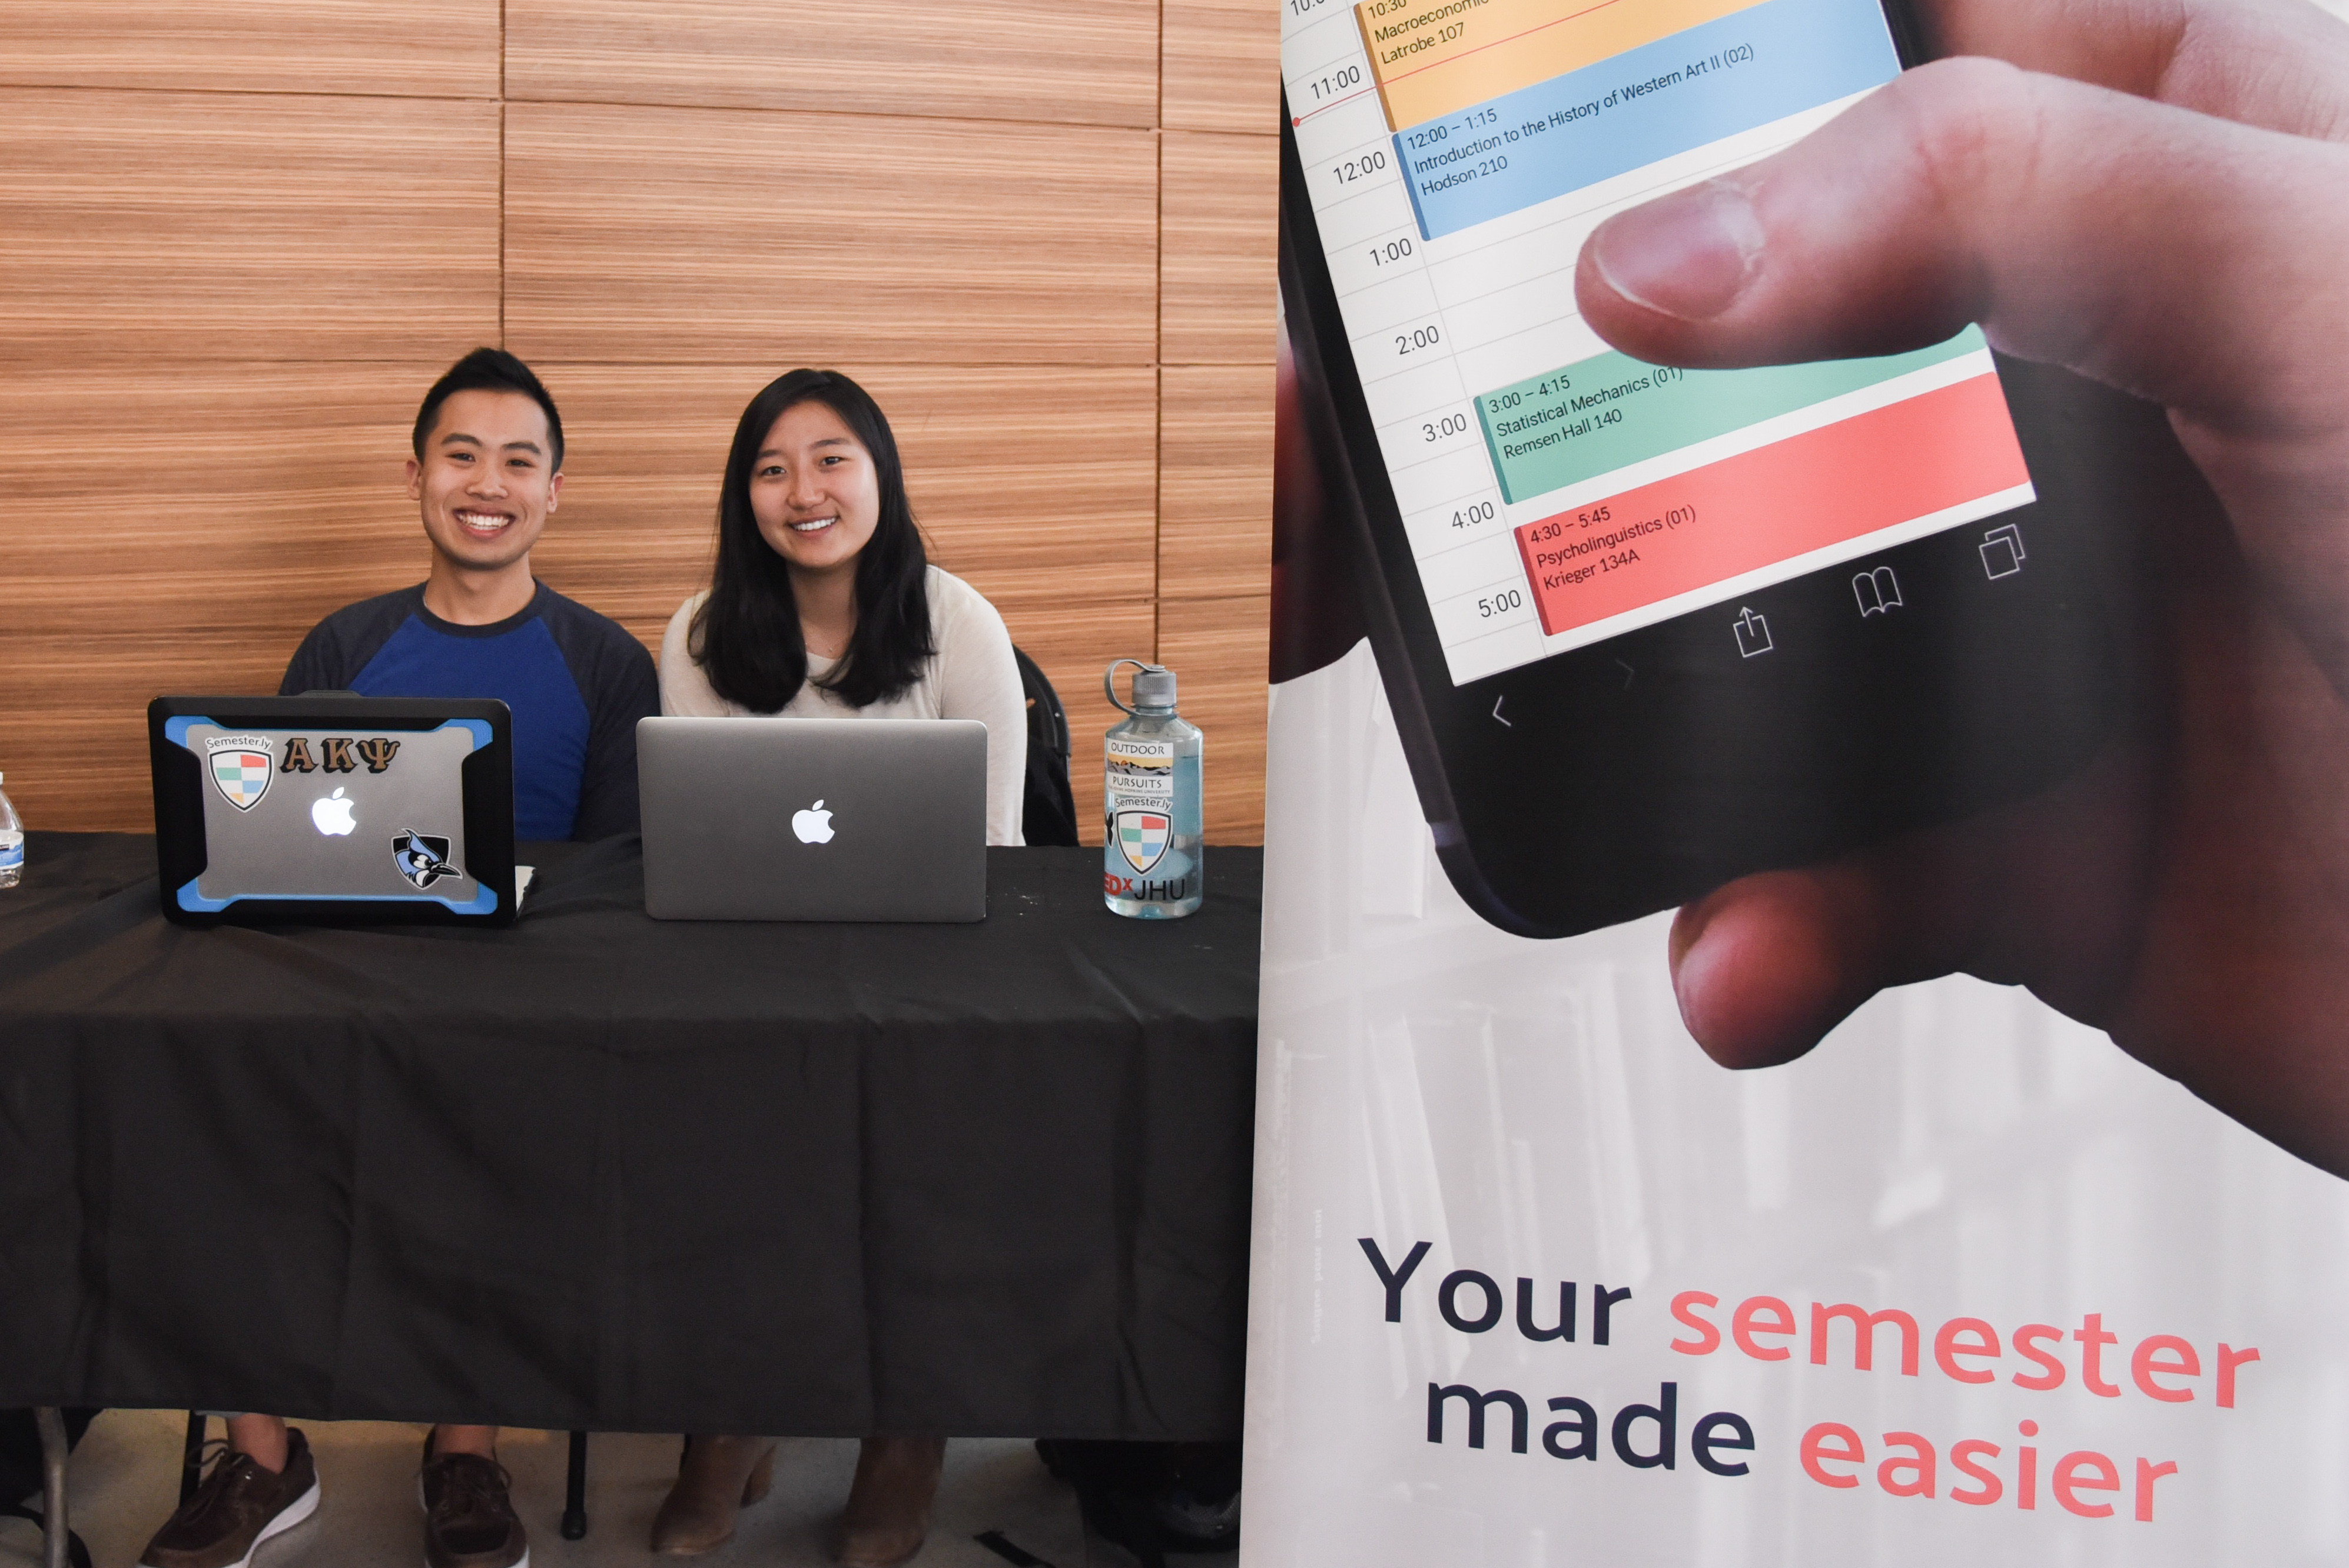 Semester.ly
ΑΚΨ
OUTDOOR
PURSUITS
Semester.ly
EDxJHU
10:30
Macroeconomic
Latrobe 107
11:00
12:00 – 1:15
Introduction to the History of Western Art II (02)
Hodson 210
12:00
1:00
2:00
3:00 – 4:15
Statistical Mechanics (01)
Remsen Hall 140
3:00
4:00
4:30 – 5:45
Psycholinguistics (01)
Krieger 134A
5:00
Your semester
made easier